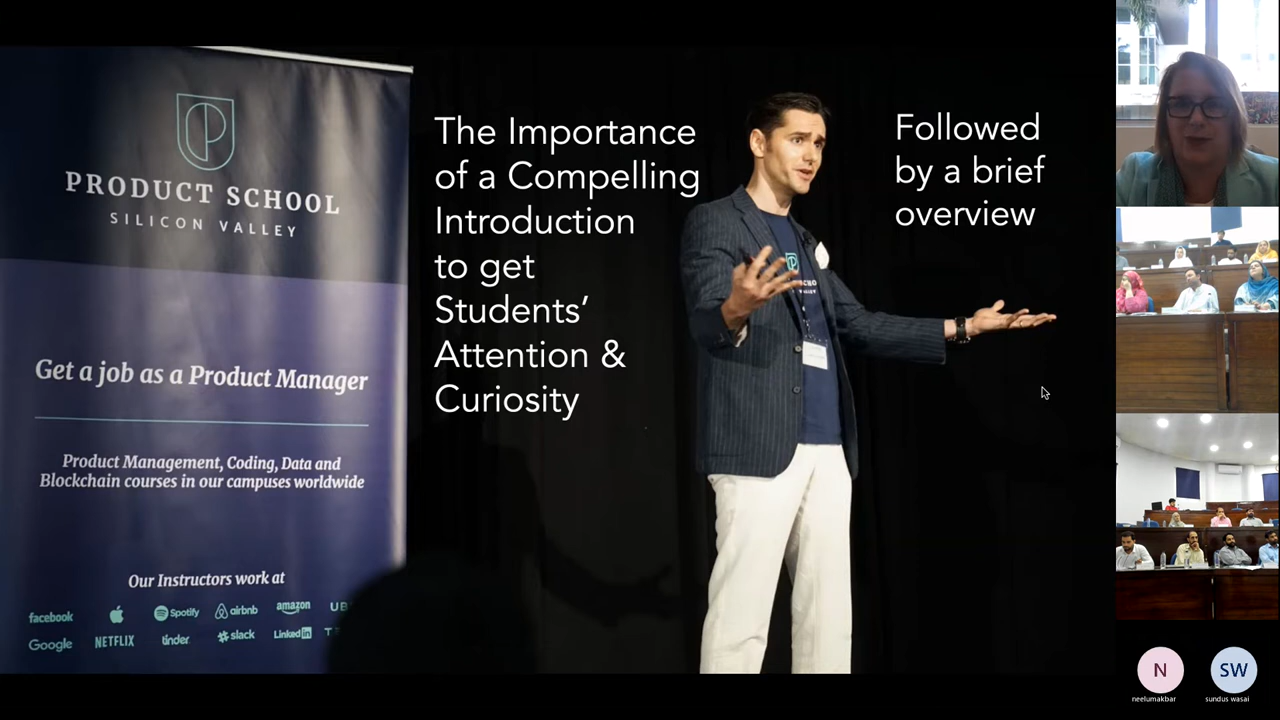 PRODUCT SCHOOL
SILICON VALLEY
Get a job as a Product Manager
Product Management, Coding, Data and
Blockchain courses in our campuses worldwide
Our Instructors work at
facebook
Spotify
airbnb
amazon
Google
NETFLIX
tinder
slack
Linked in
The Importance
of a Compelling
Introduction
to get
Students’
Attention &
Curiosity
Followed
by a brief
overview
N
SW
neelumakbar
sundus wasai